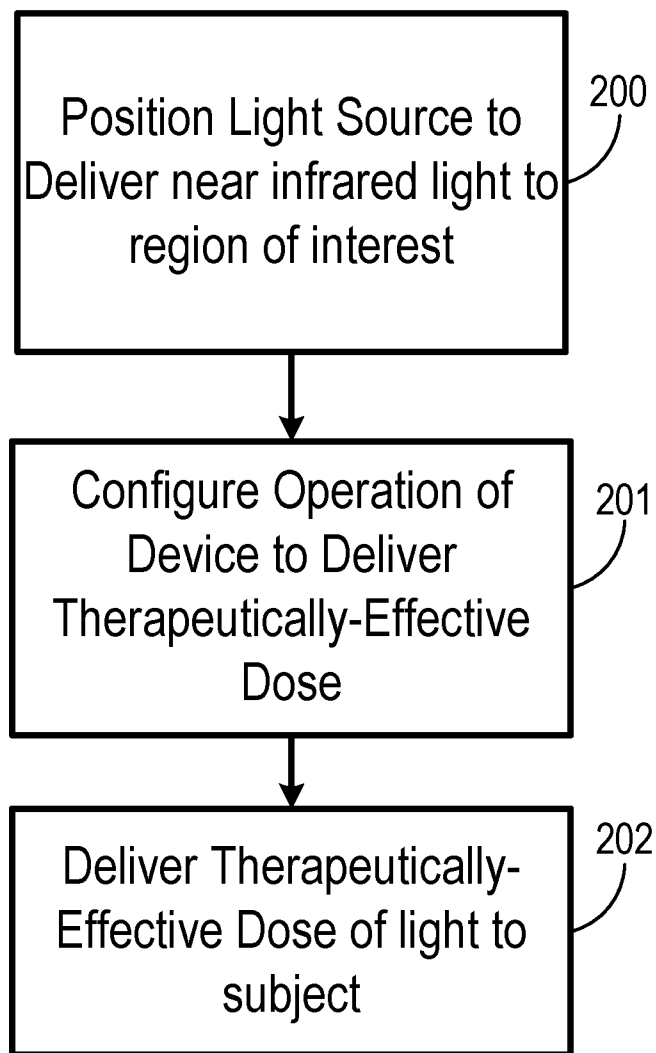 Position Light Source to
Deliver near infrared light to
region of interest
200
Configure Operation of
Device to Deliver
Therapeutically-Effective
Dose
201
Deliver Therapeutically-
Effective Dose of light to
subject
202